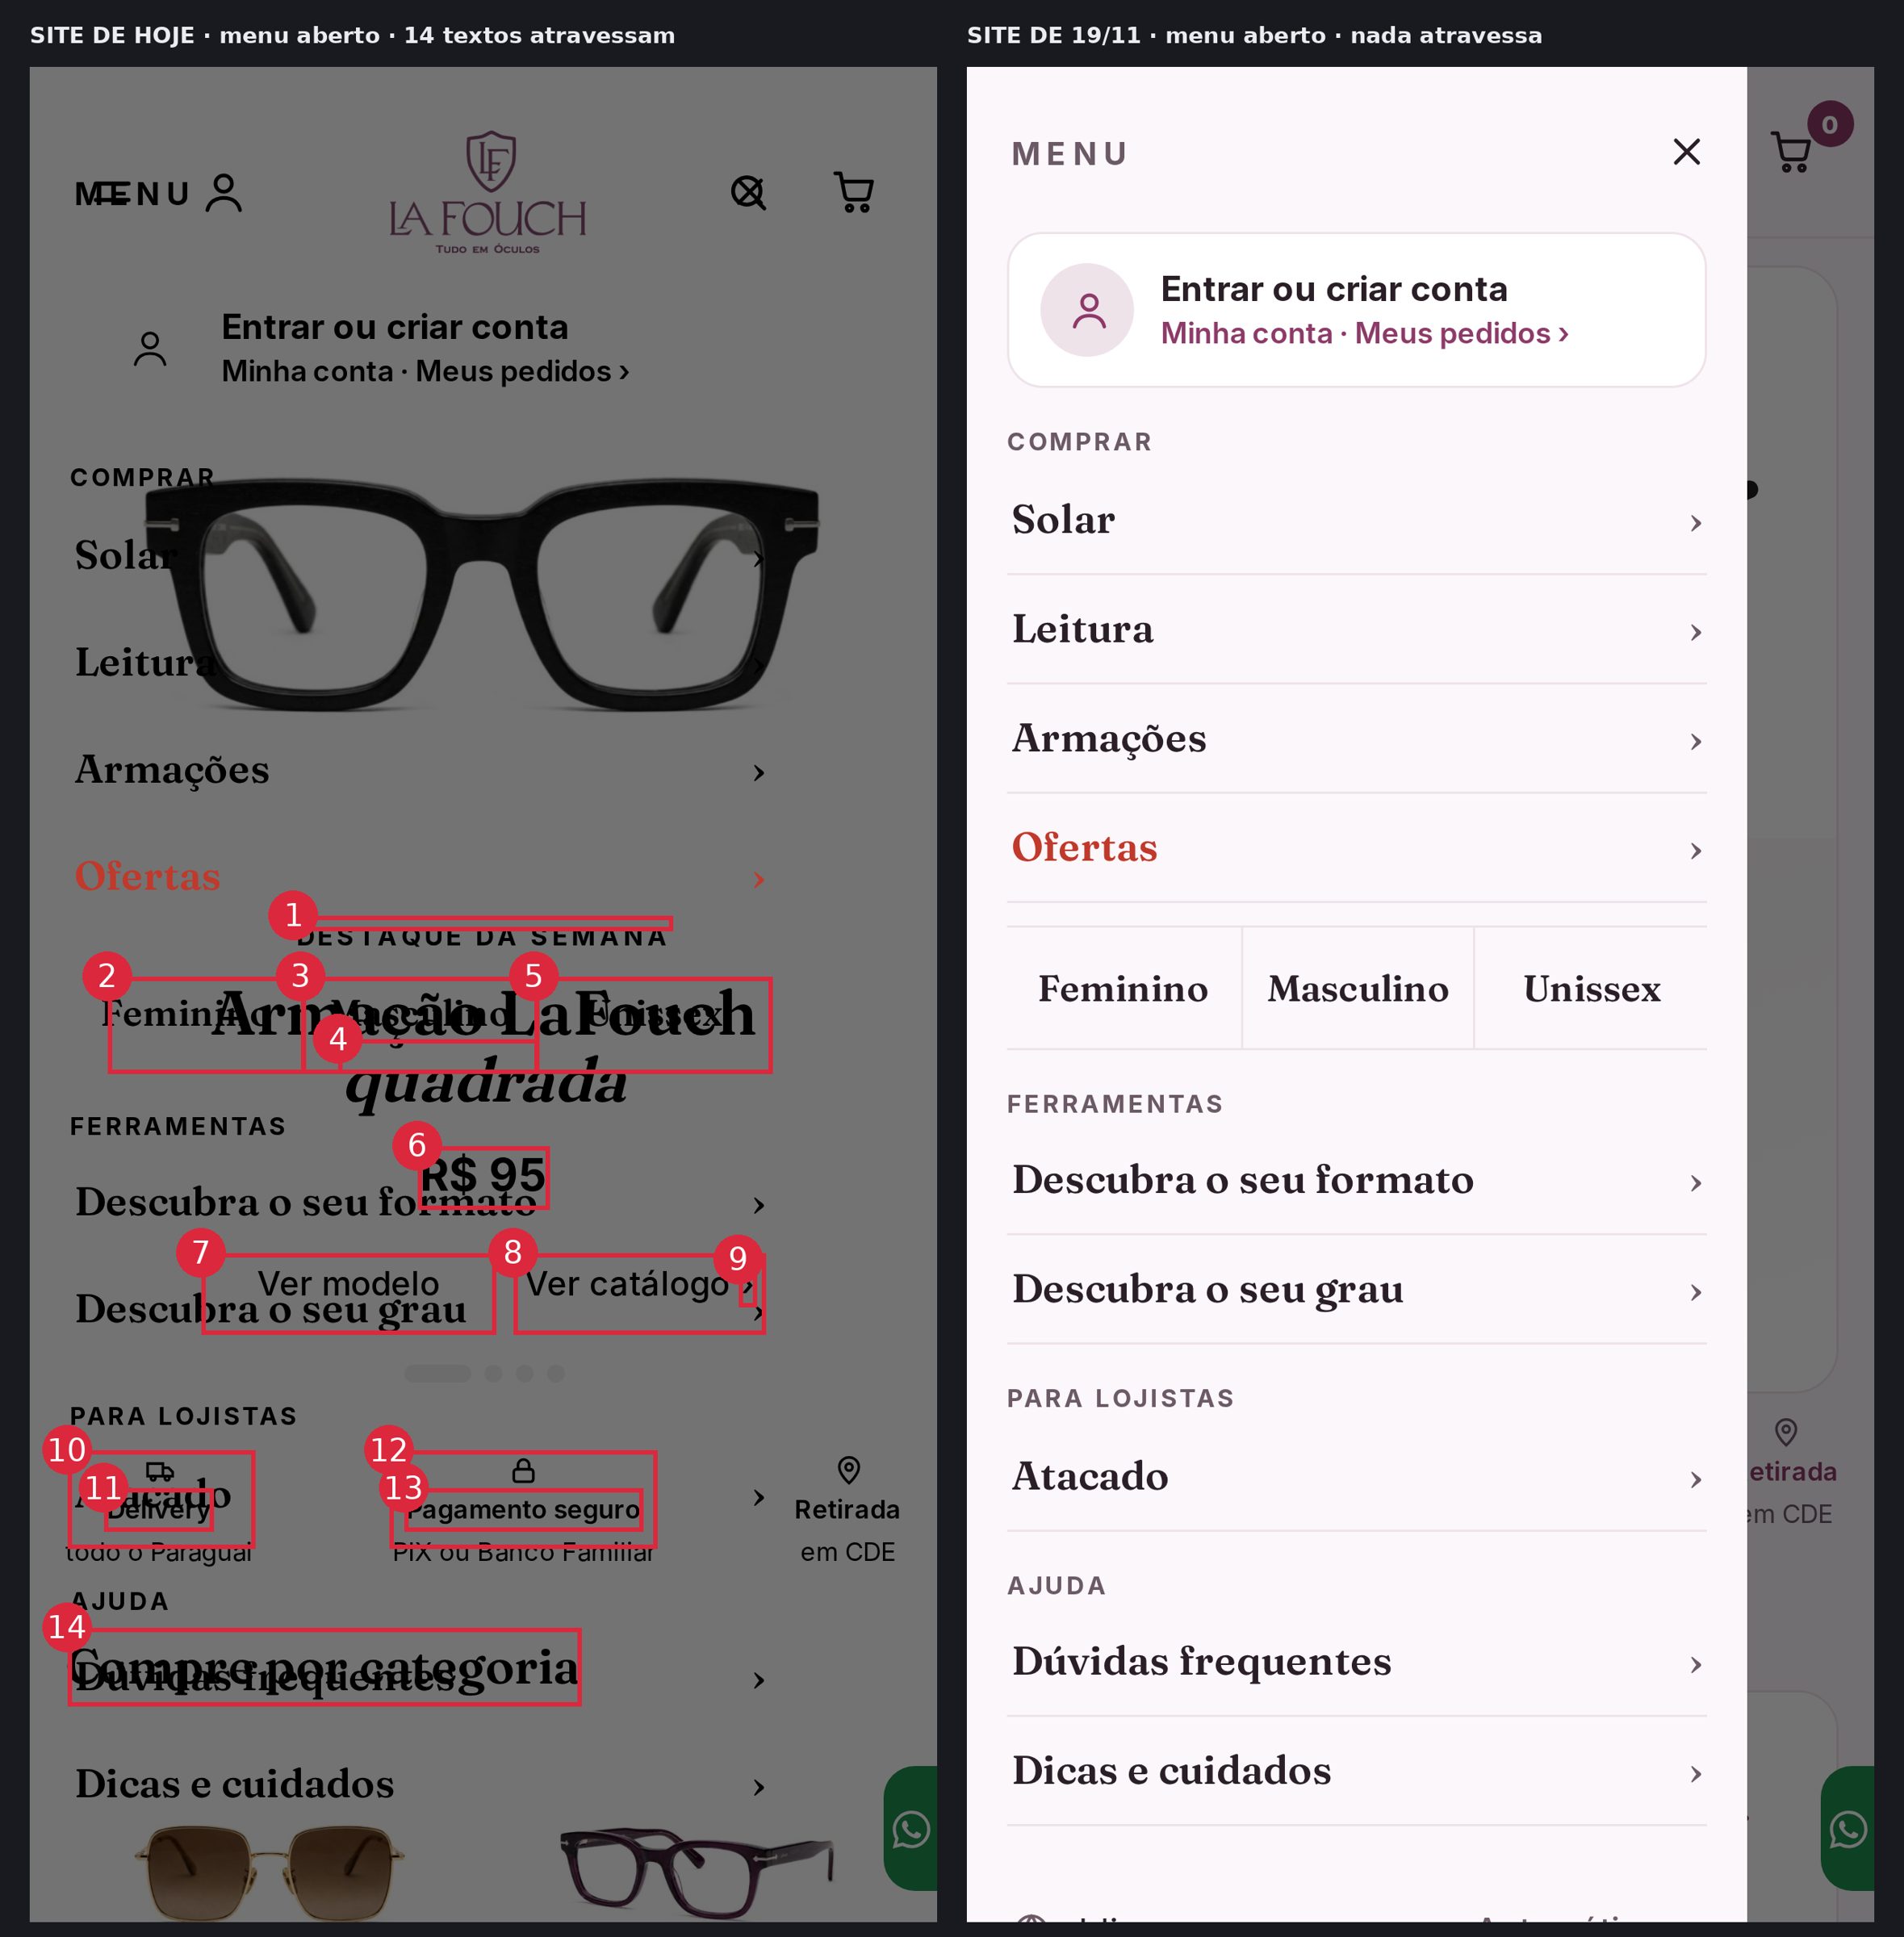 SITE DE HOJE · menu aberto · 14 textos atravessam
MENU
LF
LA FOUCH
TUDO EM ÓCULOS
Entrar ou criar conta
Minha conta · Meus pedidos ›
COMPRAR
Solar ›
Leitura ›
Armações ›
Ofertas ›
1
DESTAQUE DA SEMANA
2 3 5
Feminino Masculino Unissex
Armação LaFouch
4
quadrada
FERRAMENTAS
6
R$ 95
Descubra o seu formato ›
7 8 9
Ver modelo Ver catálogo ›
Descubra o seu grau ›
PARA LOJISTAS
10 12
11 13
Atacado ›
Delivery Pagamento seguro Retirada
todo o Paraguai PIX ou Banco Familiar em CDE
AJUDA
14
Compre por categoria
Dúvidas frequentes ›
Dicas e cuidados ›
SITE DE 19/11 · menu aberto · nada atravessa
MENU
0
Entrar ou criar conta
Minha conta · Meus pedidos ›
COMPRAR
Solar ›
Leitura ›
Armações ›
Ofertas ›
Feminino Masculino Unissex
FERRAMENTAS
Descubra o seu formato ›
Descubra o seu grau ›
PARA LOJISTAS
etirada
Atacado ›
em CDE
AJUDA
Dúvidas frequentes ›
Dicas e cuidados ›